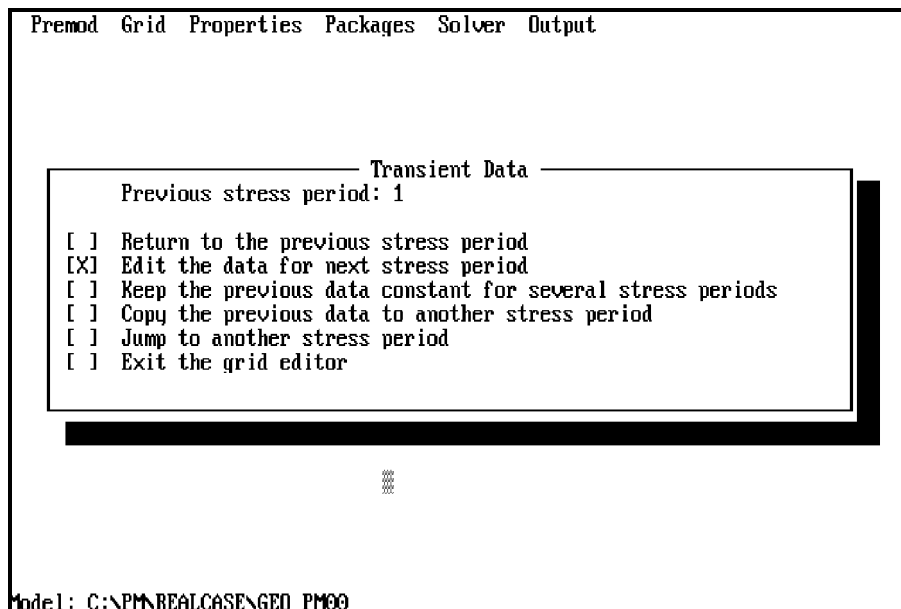 Premod Grid Properties Packages Solver Output
Transient Data
Previous stress period: 1
[ ] Return to the previous stress period
[X] Edit the data for next stress period
[ ] Keep the previous data constant for several stress periods
[ ] Copy the previous data to another stress period
[ ] Jump to another stress period
[ ] Exit the grid editor
Model: C:\PM\REALCASE\GEO_PM00